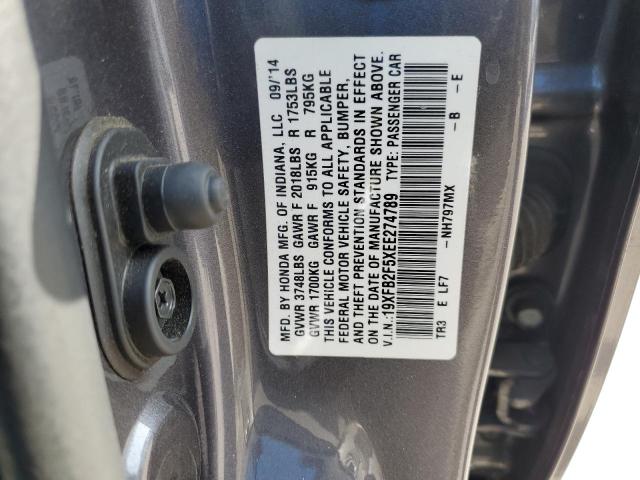 MFD. BY HONDA MFG. OF INDIANA, LLC 09/'14
GVWR 3748LBS GAWR F 2018LBS R 1753LBS
GVWR 1700KG GAWR F 915KG R 795KG
THIS VEHICLE CONFORMS TO ALL APPLICABLE
FEDERAL MOTOR VEHICLE SAFETY, BUMPER,
AND THEFT PREVENTION STANDARDS IN EFFECT
ON THE DATE OF MANUFACTURE SHOWN ABOVE.
V.I.N.:19XFB2F5XEE274789 TYPE: PASSENGER CAR
TR3 E LF7 -NH797MX -B -E